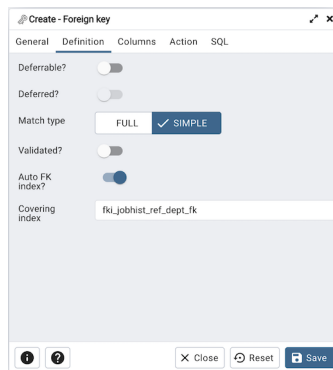 Create - Foreign key
General Definition Columns Action SQL
Deferrable?
Deferred?
Match type FULL SIMPLE
Validated?
Auto FK
index?
Covering
index fki_jobhist_ref_dept_fk
Close Reset Save